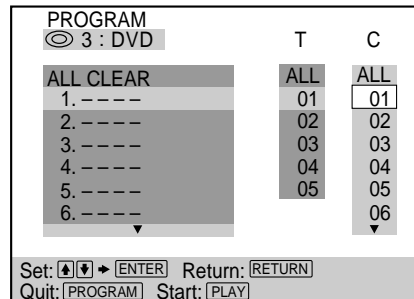 PROGRAM
3 : DVD T C
ALL CLEAR ALL ALL
1. – – – – 01 01
2. – – – – 02 02
3. – – – – 03 03
4. – – – – 04 04
5. – – – – 05 05
6. – – – – 06
Set: ENTER Return: RETURN
Quit: PROGRAM Start: PLAY